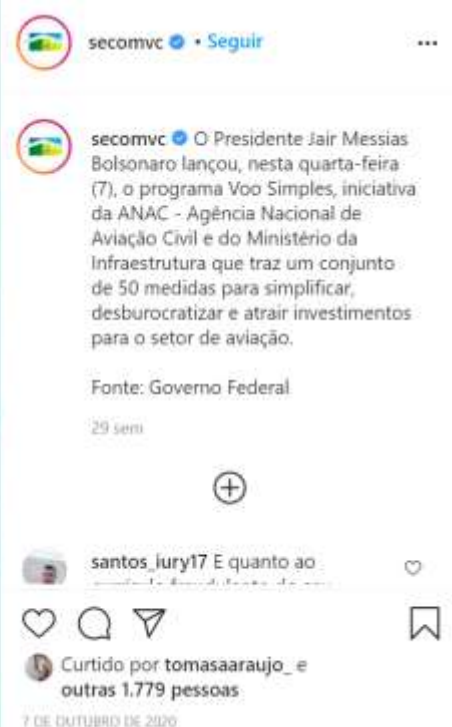 secomvc • Seguir
secomvc O Presidente Jair Messias
Bolsonaro lançou, nesta quarta-feira
(7), o programa Voo Simples, iniciativa
da ANAC - Agência Nacional de
Aviação Civil e do Ministério da
Infraestrutura que traz um conjunto
de 50 medidas para simplificar,
desburocratizar e atrair investimentos
para o setor de aviação.
Fonte: Governo Federal
29 sem
santos_iury17 E quanto ao
Curtido por tomasaaraujo_ e
outras 1.779 pessoas
7 DE OUTUBRO DE 2020